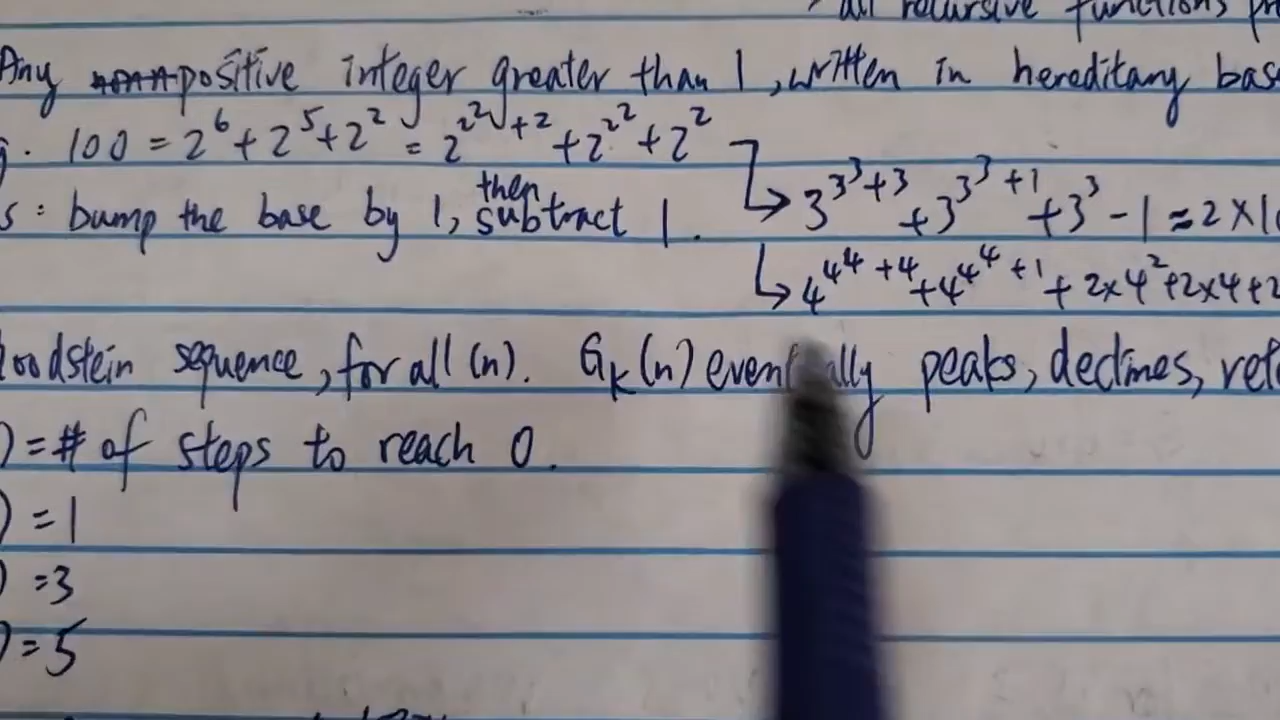 all recursive functions pr
Any positive integer greater than 1, written in hereditary bas
g. 100 = 2^6 + 2^5 + 2^2 = 2^{2^2+2} + 2^{2^2} + 2^2
→ 3^{3^3+3} + 3^{3^3+1} + 3^3 - 1 ≈ 2 × 1
s: bump the base by 1, then subtract 1.
→ 4^{4^4+4} + 4^{4^4+1} + 2×4^2 + 2×4 + 2
oodstein sequence, for all (n). G_k(n) eventually peaks, declines, ret
) = # of steps to reach 0.
) = 1
) = 3
) = 5